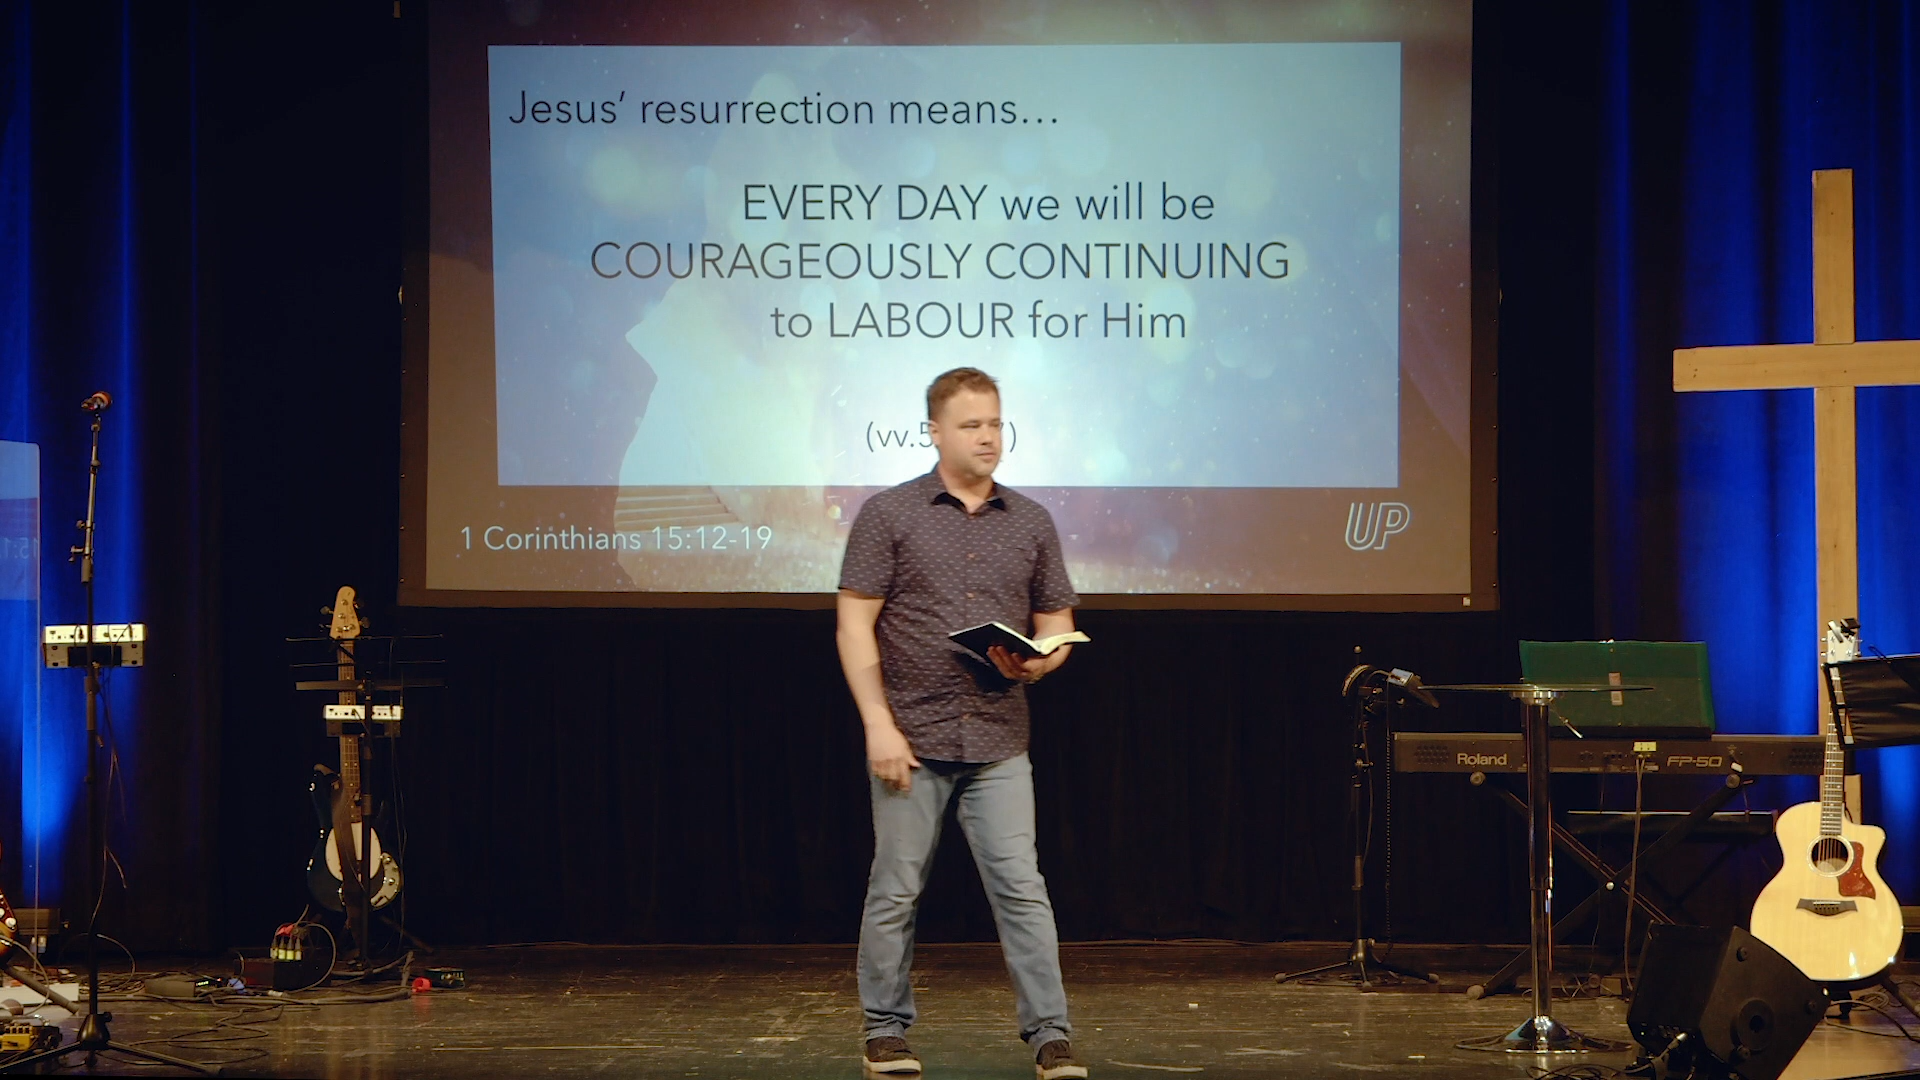 Jesus’ resurrection means…
EVERY DAY we will be
COURAGEOUSLY CONTINUING
to LABOUR for Him
1 Corinthians 15:12-19
UP
Roland
FP-50